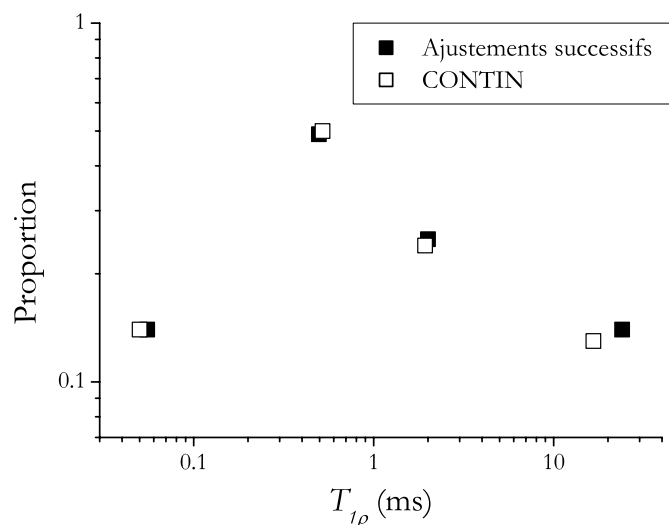 1
Ajustements successifs
CONTIN
Proportion
0.1
0.1 1 10
T1ρ (ms)